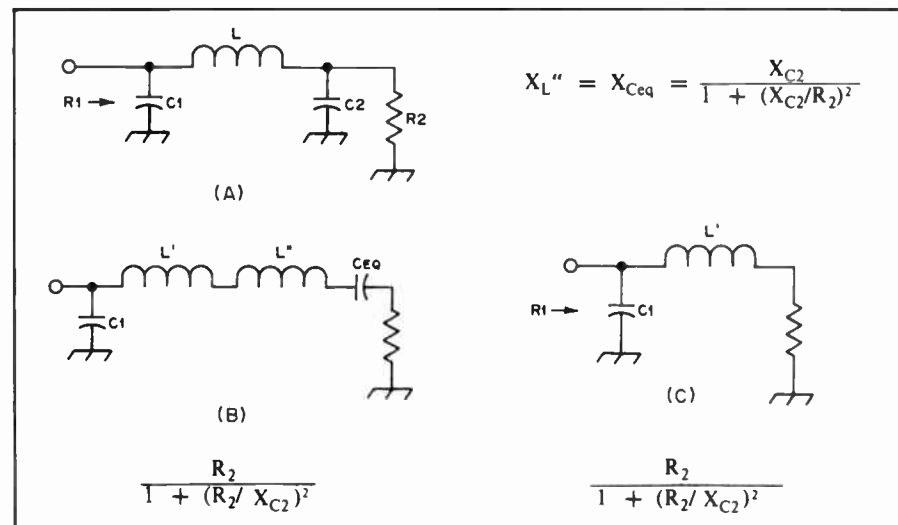 L
X_L" = X_Ceq = X_C2 / 1 + (X_C2/R_2)²
R1 → C1
C2
R2
(A)
L' L" CEQ
C1
(B)
L'
R1 → C1
(C)
R_2 / 1 + (R_2/ X_C2)²
R_2 / 1 + (R_2/ X_C2)²